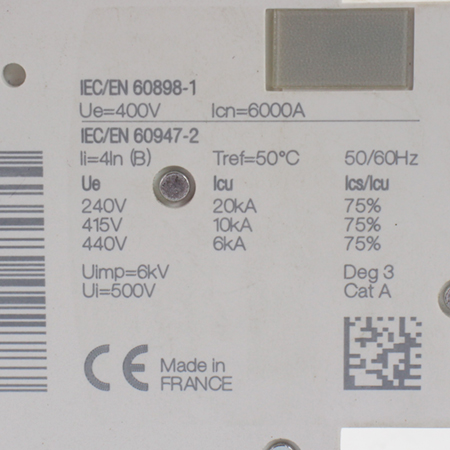 IEC/EN 60898-1
Ue=400V Icn=6000A
IEC/EN 60947-2
Ii=4In (B) Tref=50°C 50/60Hz
Ue Icu Ics/Icu
240V 20kA 75%
415V 10kA 75%
440V 6kA 75%
Uimp=6kV Deg 3
Ui=500V Cat A
CE Made in
FRANCE